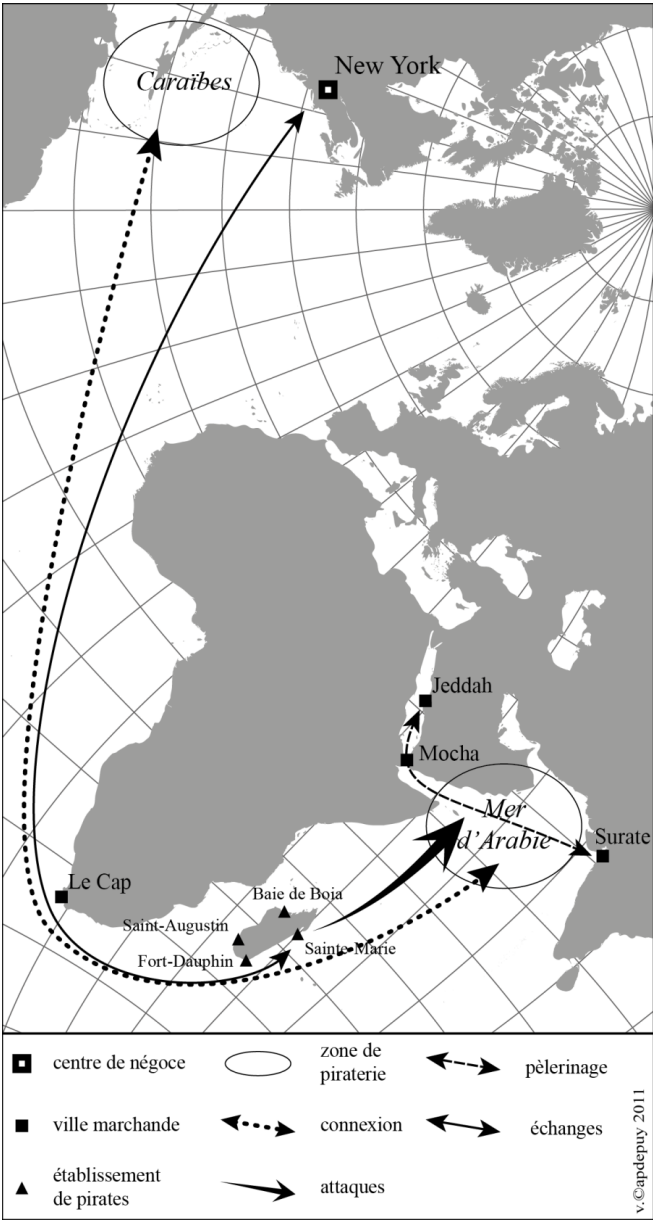 Caraïbes
New York
Jeddah
Mocha
Mer
d'Arabie
Surate
Le Cap
Baie de Boia
Saint-Augustin
Sainte-Marie
Fort-Dauphin
centre de négoce
zone de
piraterie
pèlerinage
ville marchande
connexion
échanges
établissement
de pirates
attaques
v.©apdepuy 2011